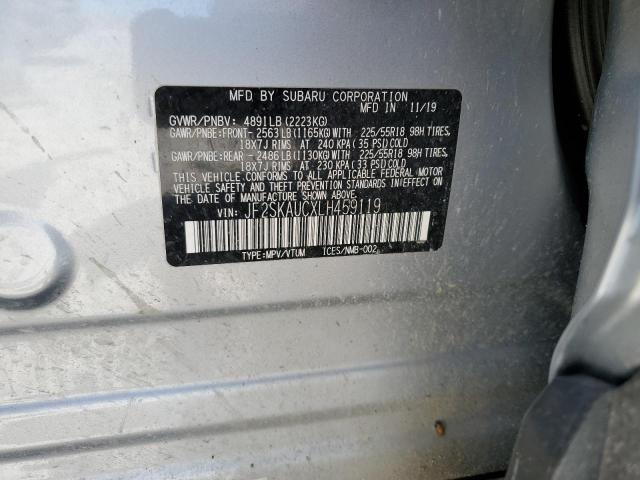 MFD BY SUBARU CORPORATION
MFD IN 11/19
GVWR/PNBV: 4891LB(2223KG)
GAWR/PNBE:FRONT-2563LB(1165KG)WITH 225/55R18 98H TIRES
18X7J RIMS AT 240 KPA(35 PSI)COLD
GAWR/PNBE:REAR -2486LB(1130KG)WITH 225/55R18 98H TIRES
18X7J RIMS AT 230 KPA(33 PSI)COLD
THIS VEHICLE CONFORMS TO ALL APPLICABLE FEDERAL MOTOR
VEHICLE SAFETY AND THEFT PREVENTION STANDARDS IN EFFECT ON
THE DATE OF MANUFACTURE SHOWN ABOVE.
VIN: JF2SKAUCXLH459119
TYPE:MPV/VTUM ICES/NMB-002